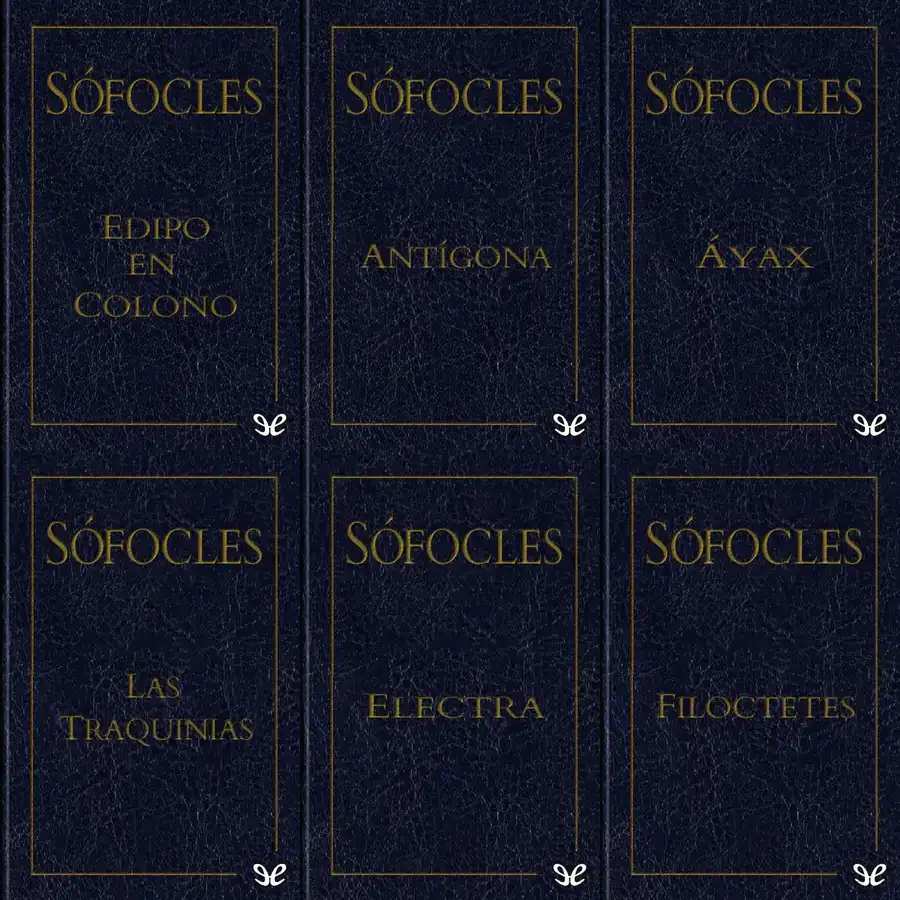 SÓFOCLES
EDIPO
EN
COLONO
SÓFOCLES
ANTÍGONA
SÓFOCLES
ÁYAX
SÓFOCLES
LAS
TRAQUINIAS
SÓFOCLES
ELECTRA
SÓFOCLES
FILOCTETES